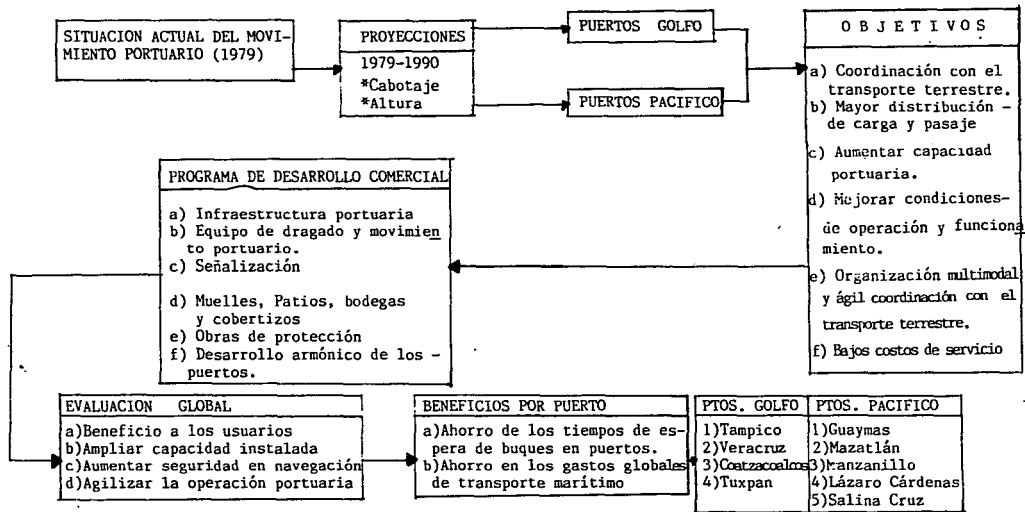 SITUACION ACTUAL DEL MOVI-
MIENTO PORTUARIO (1979)
PROYECCIONES
1979-1990
*Cabotaje
*Altura
PUERTOS GOLFO
PUERTOS PACIFICO
O B J E T I V O S
a) Coordinación con el
transporte terrestre.
b) Mayor distribución -
de carga y pasaje
c) Aumentar capacidad
portuaria.
d) Mejorar condiciones-
de operación y funciona
miento.
e) Organización multimodal
y ágil coordinación con el
transporte terrestre.
f) Bajos costos de servicio
PROGRAMA DE DESARROLLO COMERCIAL
a) Infraestructura portuaria
b) Equipo de dragado y movimien
to portuario.
c) Señalización
d) Muelles, Patios, bodegas
y cobertizos
e) Obras de protección
f) Desarrollo armónico de los -
puertos.
EVALUACION GLOBAL
a)Beneficio a los usuarios
b)Ampliar capacidad instalada
c)Aumentar seguridad en navegación
d)Agilizar la operación portuaria
BENEFICIOS POR PUERTO
a)Ahorro de los tiempos de es-
pera de buques en puertos.
b)Ahorro en los gastos globales
de transporte marítimo
PTOS. GOLFO
1)Tampico
2)Veracruz
3)Coatzacoalcos
4)Tuxpan
PTOS. PACIFICO
1)Guaymas
2)Mazatlán
3)Manzanillo
4)Lázaro Cárdenas
5)Salina Cruz